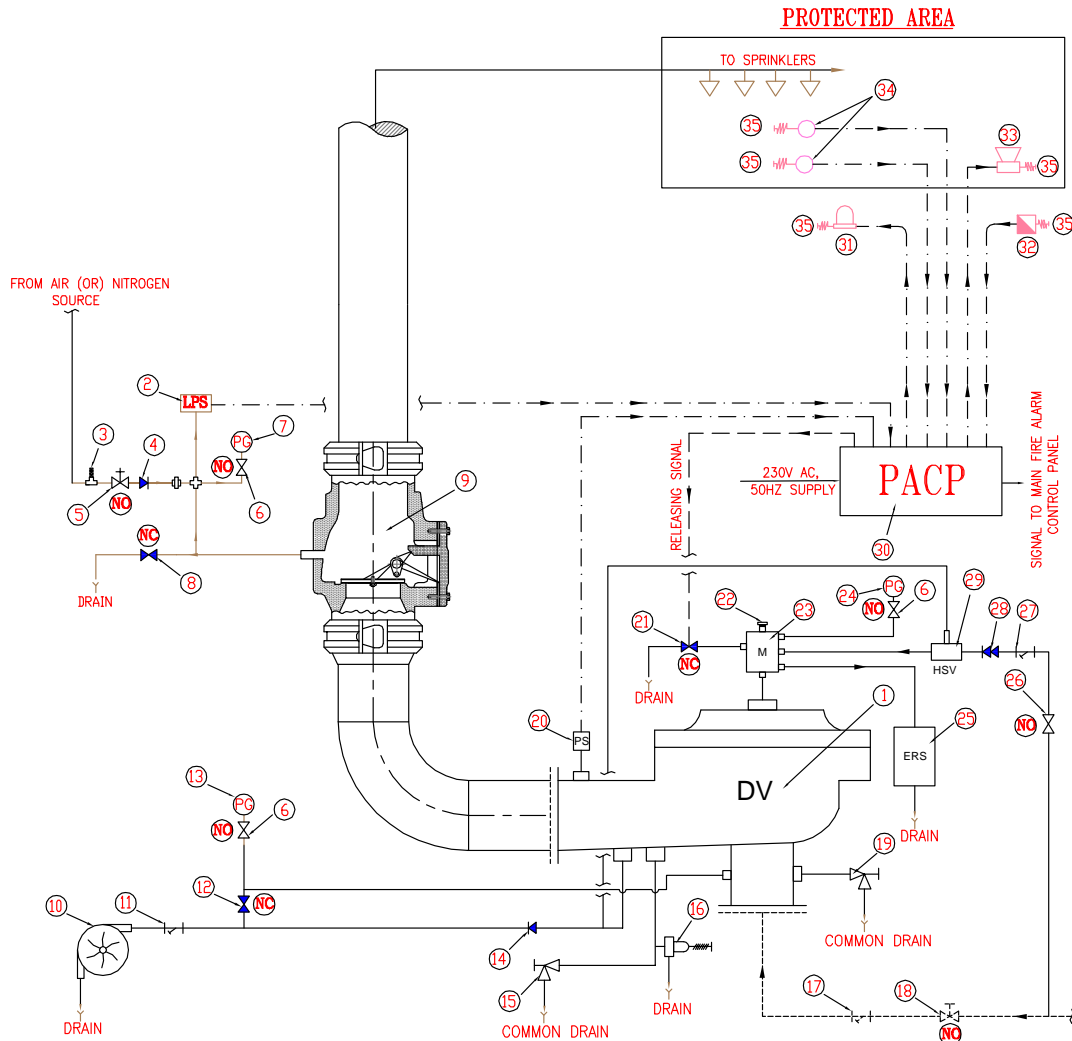 PROTECTED AREA
TO SPRINKLERS
34
35
33
35
35
35
31
32
35
FROM AIR (OR) NITROGEN
SOURCE
2
LPS
3
4
7
PG
NO
5
NO
6
9
NC
8
DRAIN
RELEASING SIGNAL
230V AC,
50HZ SUPPLY
PACP
30
SIGNAL TO MAIN FIRE ALARM
CONTROL PANEL
24
PG
NO
6
29
28
27
22
23
21
M
NC
HSV
26
NO
DRAIN
1
20
PS
25
ERS
DV
DRAIN
13
PG
NO
6
19
12
NC
10
11
16
14
COMMON DRAIN
15
17
18
DRAIN
DRAIN
COMMON DRAIN
NO